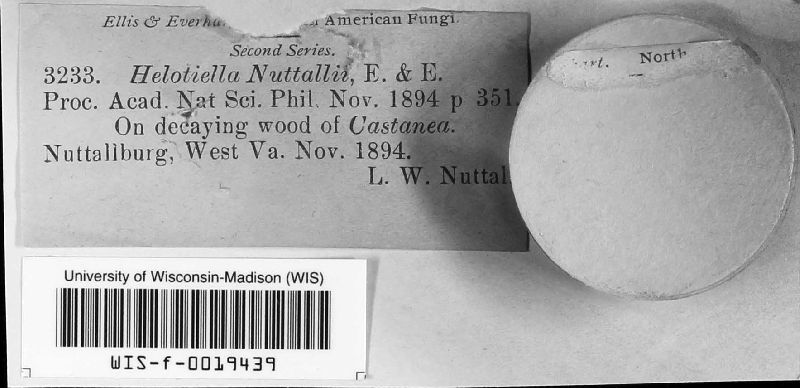 Ellis & Everha American Fungi.
Second Series.
3233. Helotiella Nuttallii, E. & E.
Proc. Acad. Nat Sci. Phil. Nov. 1894 p 351.
On decaying wood of Castanea.
Nuttallburg, West Va. Nov. 1894.
L. W. Nuttal
North
University of Wisconsin-Madison (WIS)
WIS-f-0019439